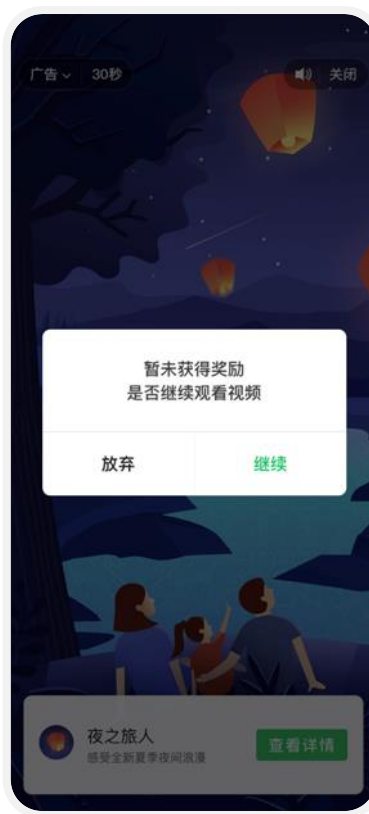 广告 30秒 关闭
暂未获得奖励
是否继续观看视频
放弃 继续
夜之旅人
感受全新夏季夜间浪漫
查看详情